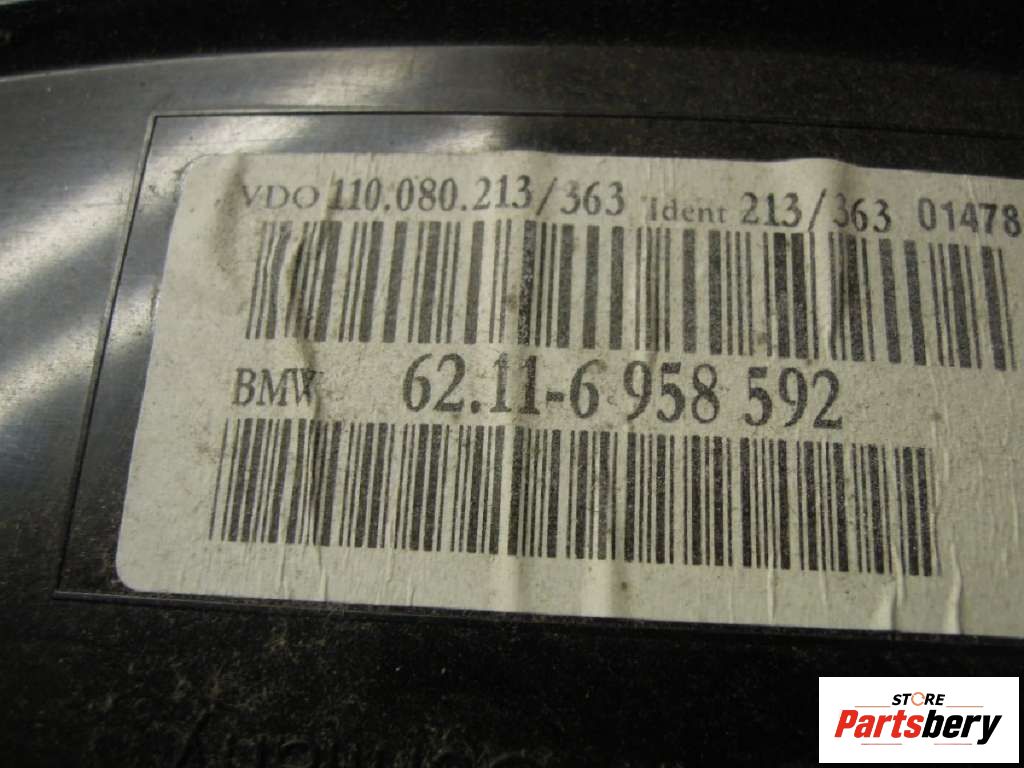 VDO 110.080.213/363 Ident 213/363 01478
BMW 62.11-6 958 592
STORE
Partsbery